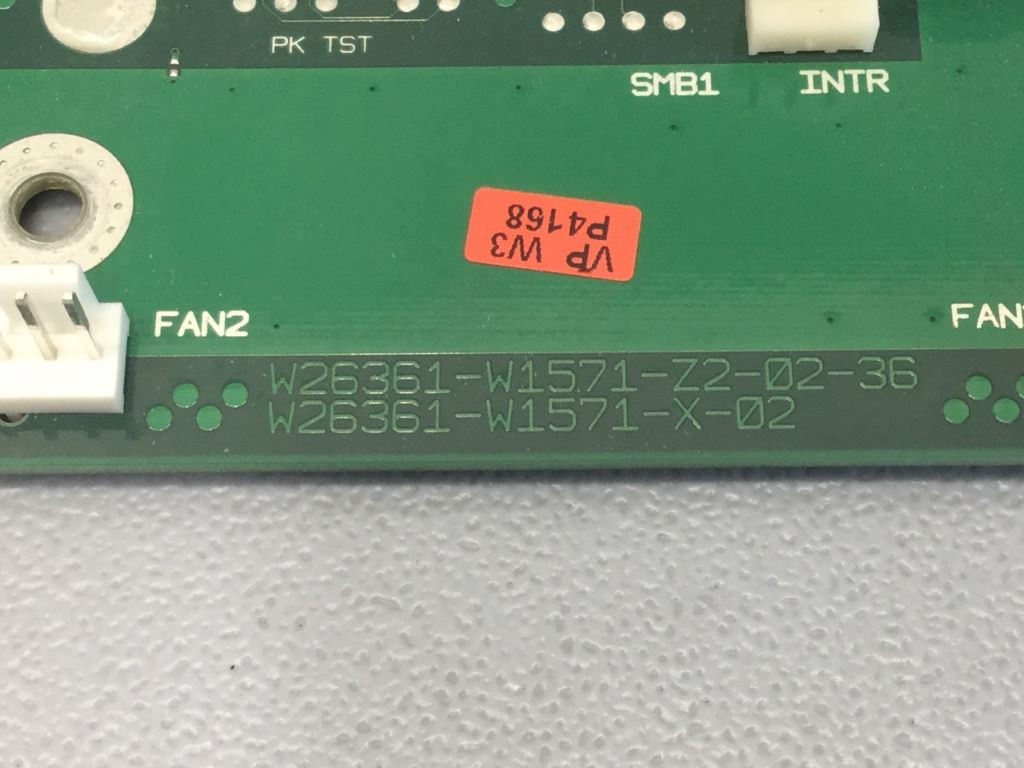 PK TST
SMB1
INTR
VP W3
P4168
FAN2
FAN
W26361-W1571-Z2-02-36
W26361-W1571-X-02